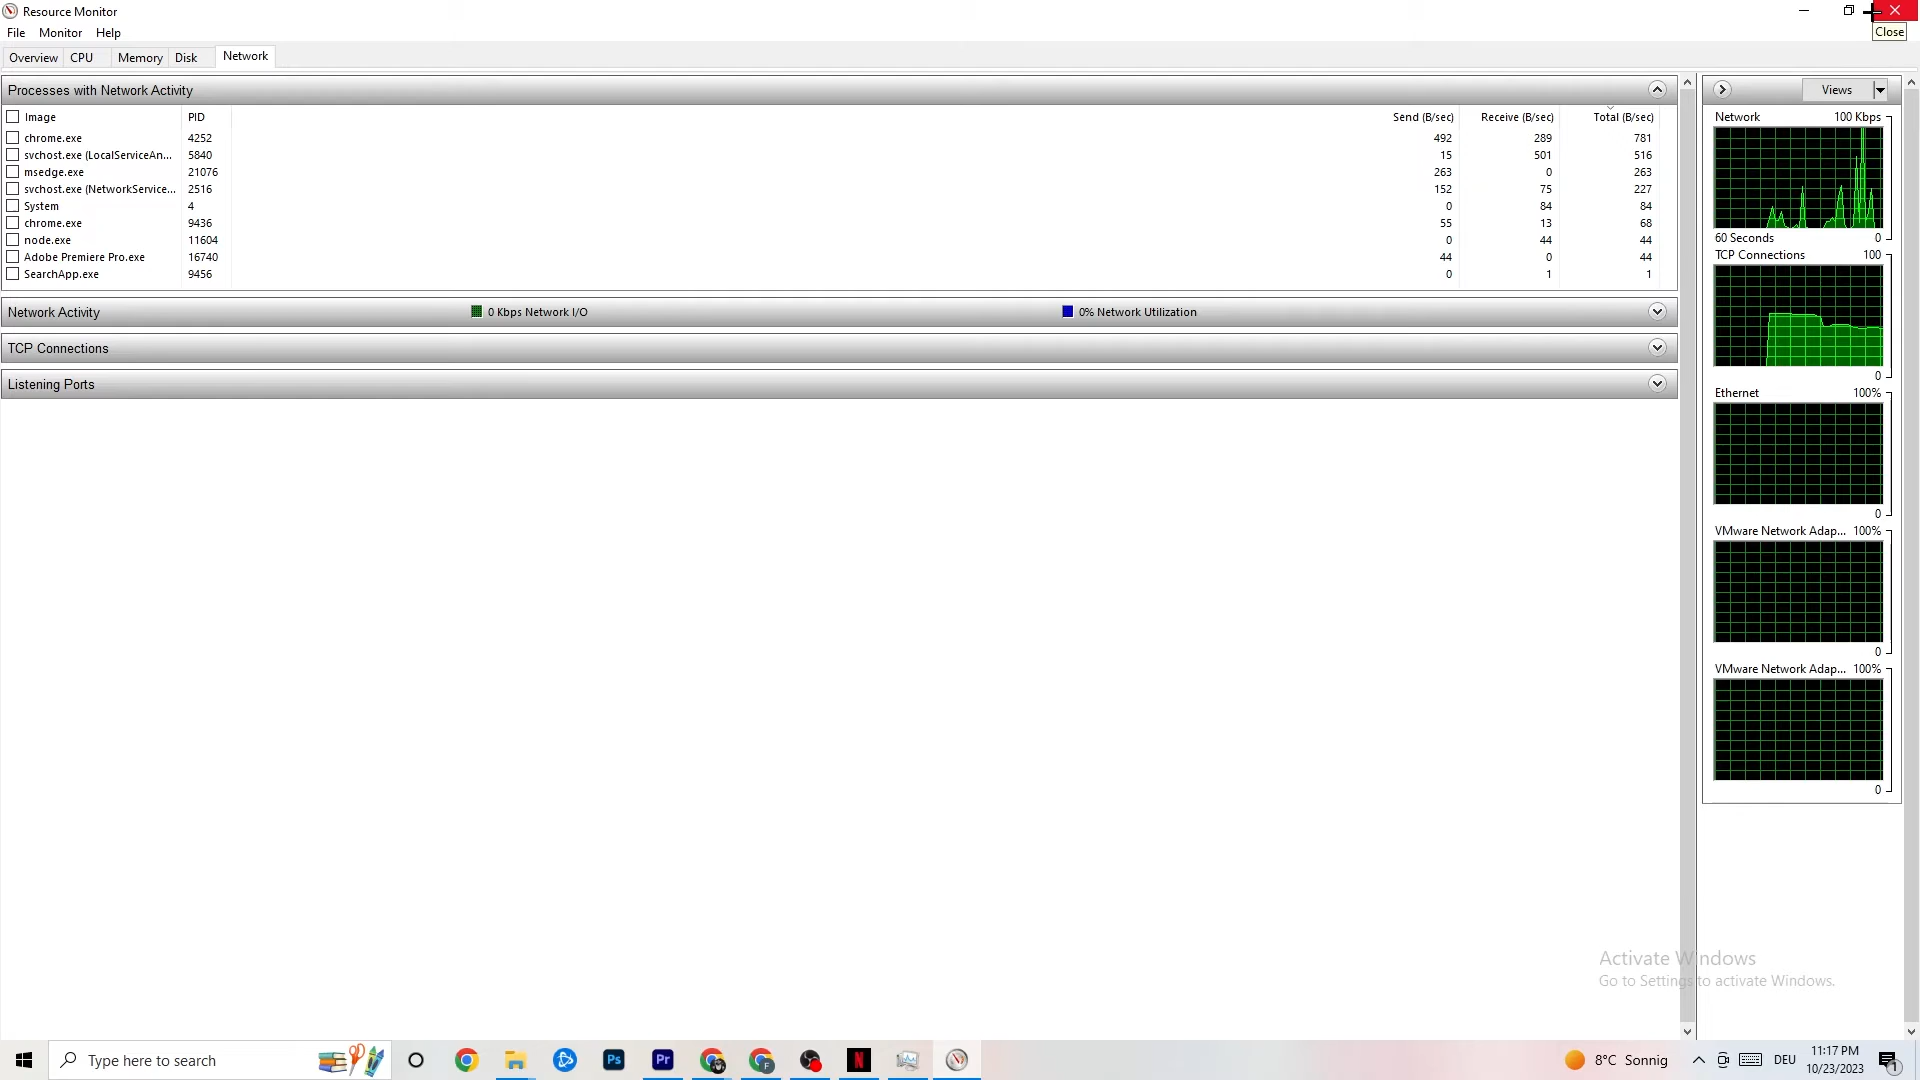 Resource Monitor
Close
File Monitor Help
Overview CPU Memory Disk Network
Processes with Network Activity
Image PID Send (B/sec) Receive (B/sec) Total (B/sec)
chrome.exe 4252 492 289 781
svchost.exe (LocalServiceAn... 5840 15 501 516
msedge.exe 21076 263 0 263
svchost.exe (NetworkService... 2516 152 75 227
System 4 0 84 84
chrome.exe 9436 55 13 68
node.exe 11604 0 44 44
Adobe Premiere Pro.exe 16740 44 0 44
SearchApp.exe 9456 0 1 1
Network Activity 0 Kbps Network I/O 0% Network Utilization
TCP Connections
Listening Ports
Views
Network 100 Kbps
60 Seconds 0
TCP Connections 100
0
Ethernet 100%
0
VMware Network Adap... 100%
0
VMware Network Adap... 100%
0
Activate Windows
Go to Settings to activate Windows.
Type here to search
Ps
Pr
F
N
8°C Sonnig
DEU
11:17 PM
10/23/2023
1